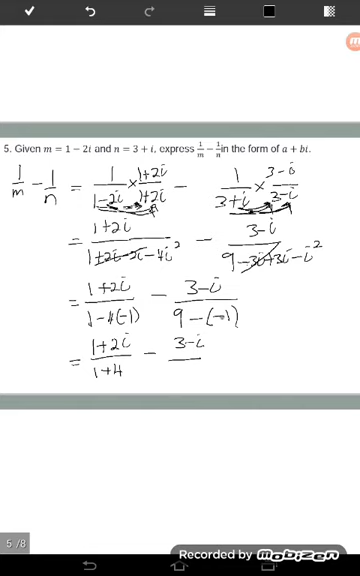 5. Given m = 1 − 2i and n = 3 + i, express 1/m − 1/n in the form of a + bi.
1/m − 1/n = 1/(1−2i) × (1+2i)/(1+2i) − 1/(3+i) × (3−i)/(3−i)
= (1+2i)/(1+2i−2i−4i²) − (3−i)/(9−3i+3i−i²)
= (1+2i)/(1−4(−1)) − (3−i)/(9−(−1))
= (1+2i)/(1+4) − (3−i)/
5 /8
Recorded by mobizen